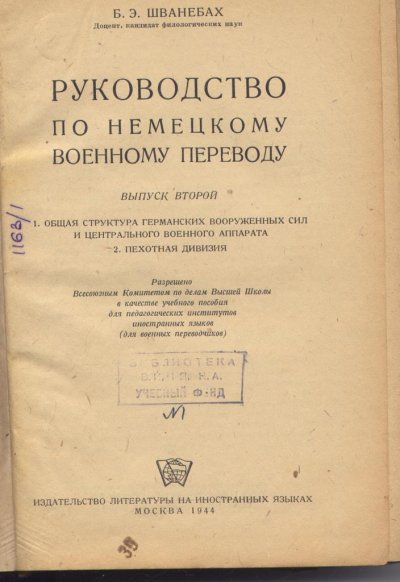 Б. Э. ШВАНЕБАХ
Доцент, кандидат филологических наук
РУКОВОДСТВО
ПО НЕМЕЦКОМУ
ВОЕННОМУ ПЕРЕВОДУ
ВЫПУСК ВТОРОЙ
1. ОБЩАЯ СТРУКТУРА ГЕРМАНСКИХ ВООРУЖЕННЫХ СИЛ
И ЦЕНТРАЛЬНОГО ВОЕННОГО АППАРАТА
2. ПЕХОТНАЯ ДИВИЗИЯ
1163/1
Разрешено
Всесоюзным Комитетом по делам Высшей Школы
в качестве учебного пособия
для педагогических институтов
иностранных языков
(для военных переводчиков)
БИБЛИОТЕКА
УЧЕБНЫЙ ФОНД
ИЗДАТЕЛЬСТВО ЛИТЕРАТУРЫ НА ИНОСТРАННЫХ ЯЗЫКАХ
МОСКВА 1944